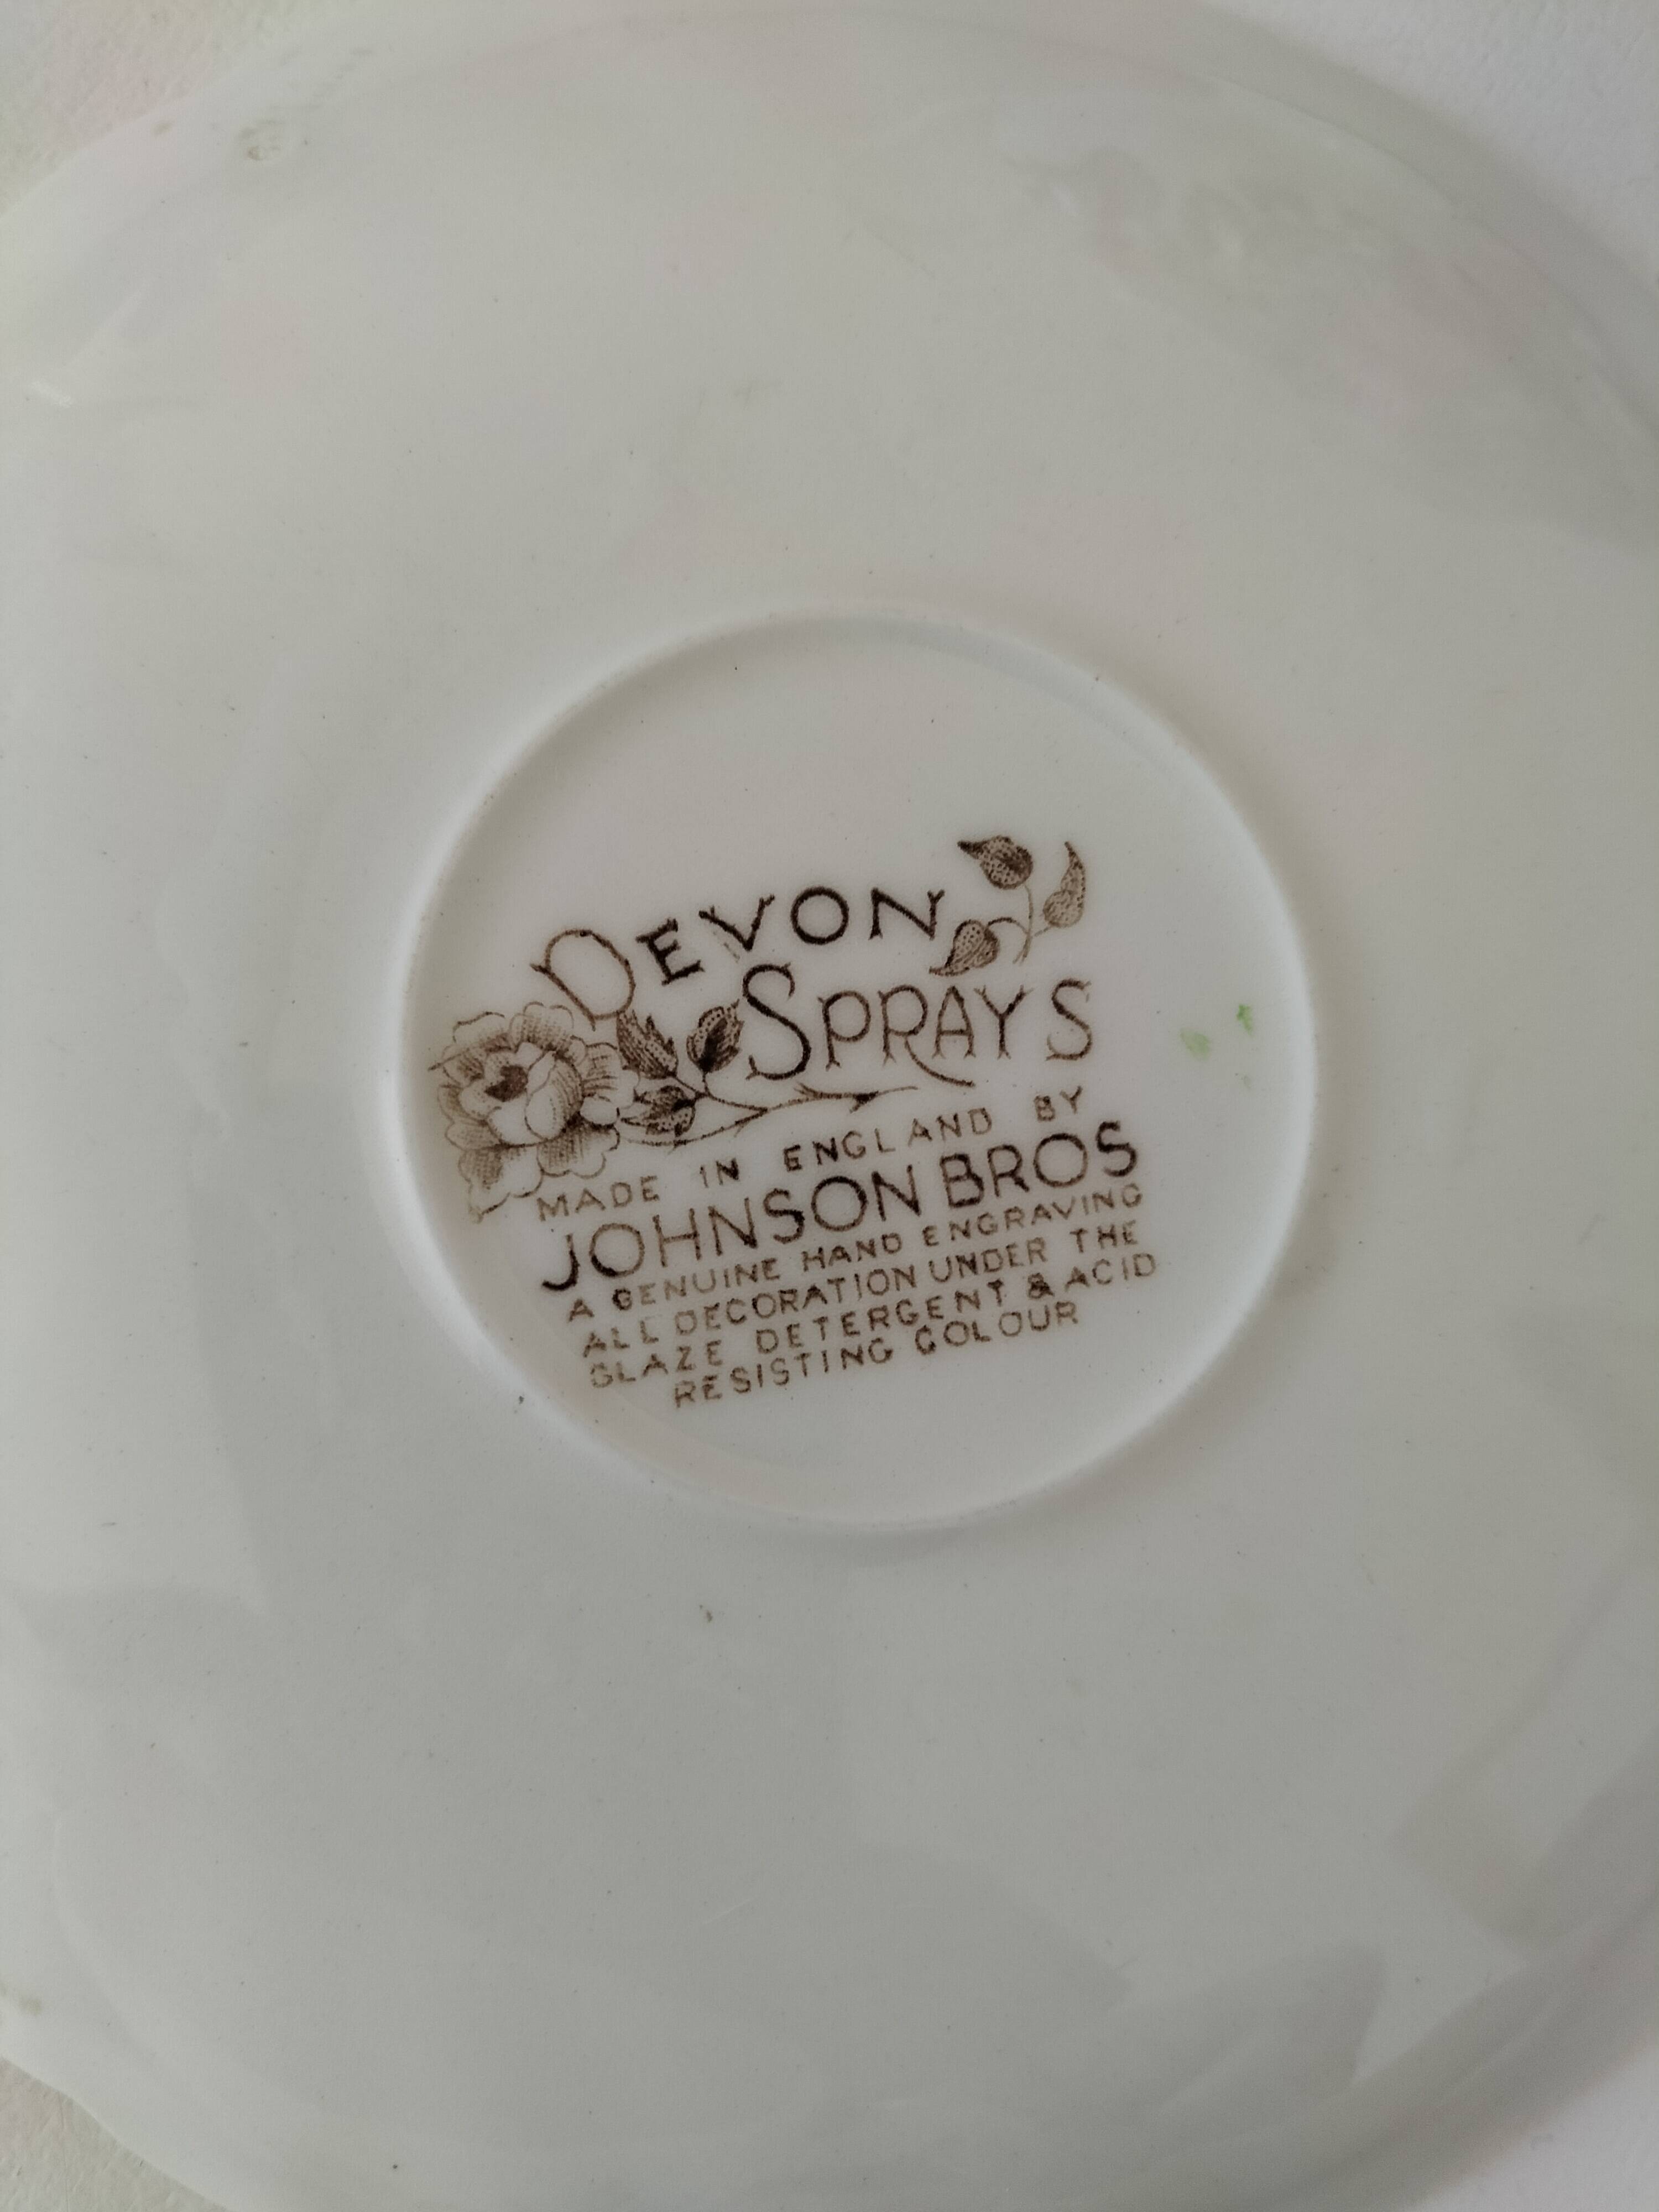 DEVON
SPRAYS
MADE IN ENGLAND BY
JOHNSON BROS
A GENUINE HAND ENGRAVING
ALL DECORATION UNDER THE
GLAZE DETERGENT & ACID
RESISTING COLOUR